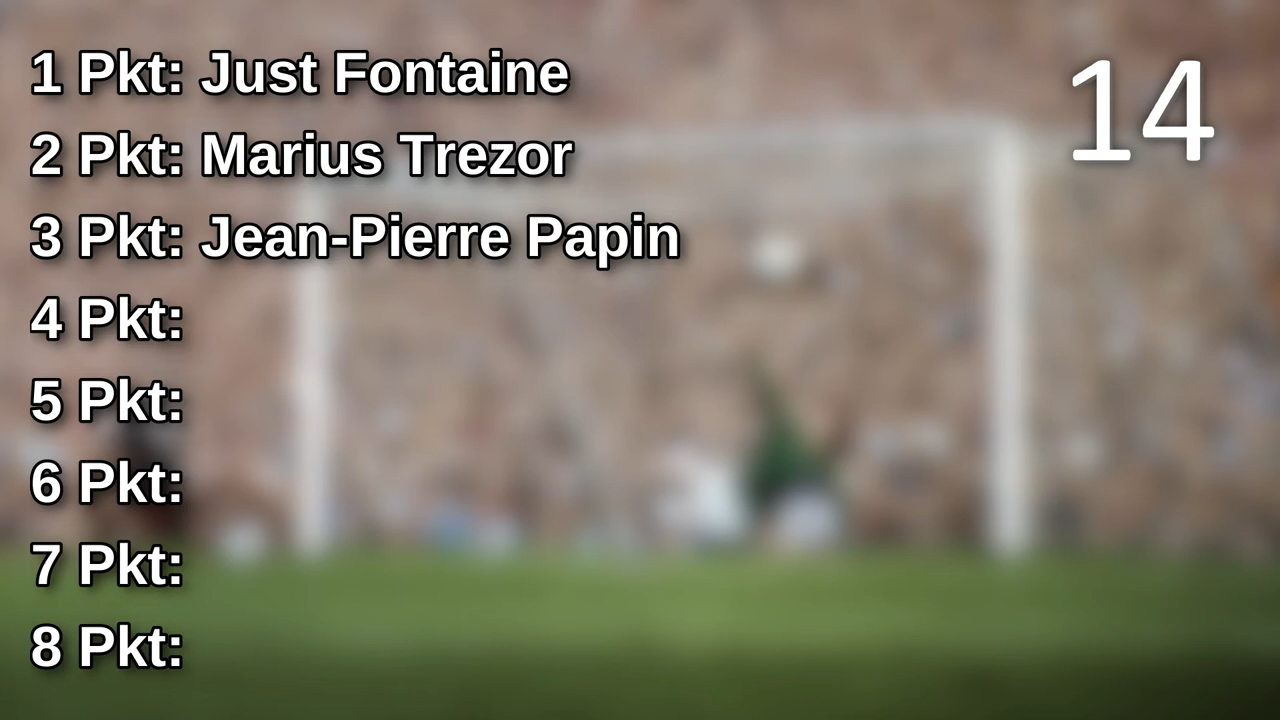 1 Pkt: Just Fontaine
2 Pkt: Marius Trezor
3 Pkt: Jean-Pierre Papin
4 Pkt:
5 Pkt:
6 Pkt:
7 Pkt:
8 Pkt:
14